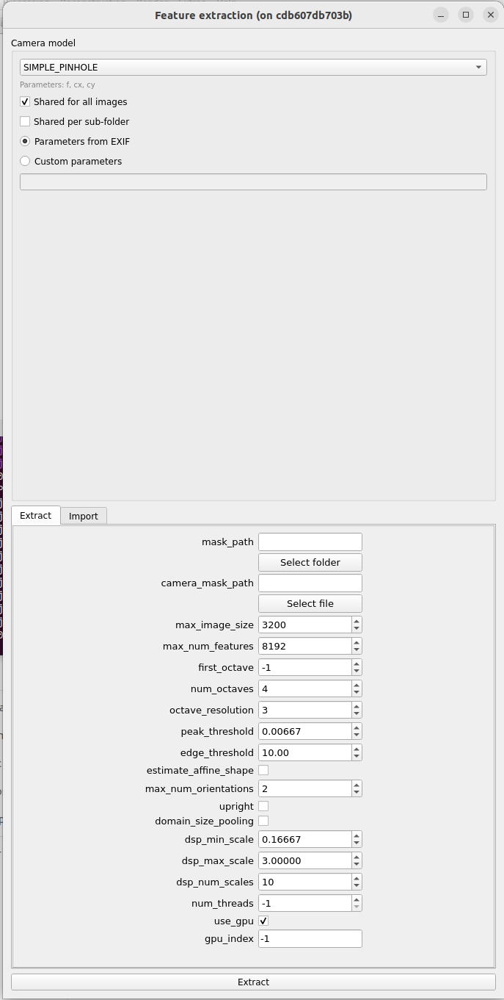 Feature extraction (on cdb607db703b)
Camera model
SIMPLE_PINHOLE
Parameters: f, cx, cy
Shared for all images
Shared per sub-folder
Parameters from EXIF
Custom parameters
Extract Import
mask_path
Select folder
camera_mask_path
Select file
max_image_size 3200
max_num_features 8192
first_octave -1
num_octaves 4
octave_resolution 3
peak_threshold 0.00667
edge_threshold 10.00
estimate_affine_shape
max_num_orientations 2
upright
domain_size_pooling
dsp_min_scale 0.16667
dsp_max_scale 3.00000
dsp_num_scales 10
num_threads -1
use_gpu
gpu_index -1
Extract